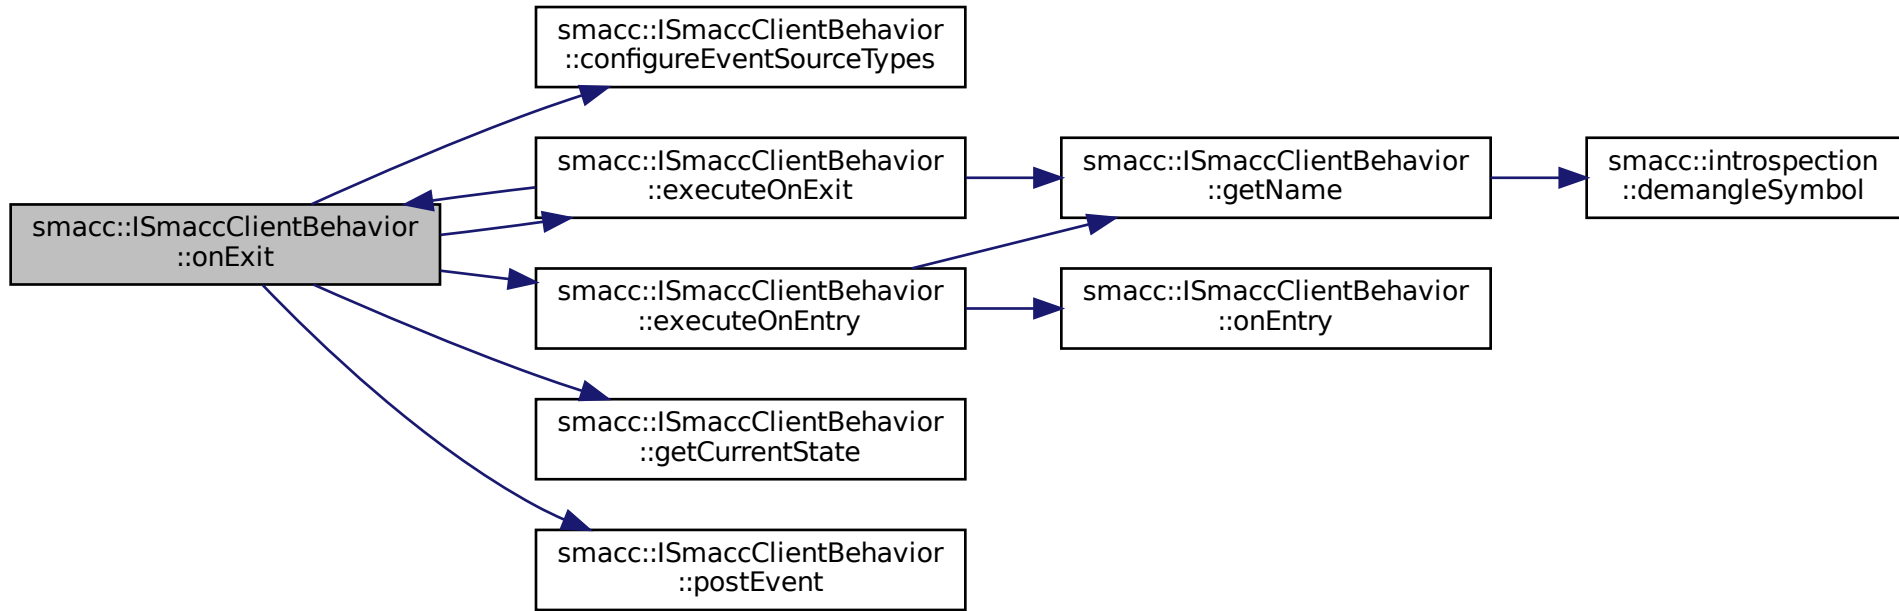 smacc::ISmaccClientBehavior
::onExit
smacc::ISmaccClientBehavior
::configureEventSourceTypes
smacc::ISmaccClientBehavior
::executeOnExit
smacc::ISmaccClientBehavior
::executeOnEntry
smacc::ISmaccClientBehavior
::getCurrentState
smacc::ISmaccClientBehavior
::postEvent
smacc::ISmaccClientBehavior
::getName
smacc::ISmaccClientBehavior
::onEntry
smacc::introspection
::demangleSymbol